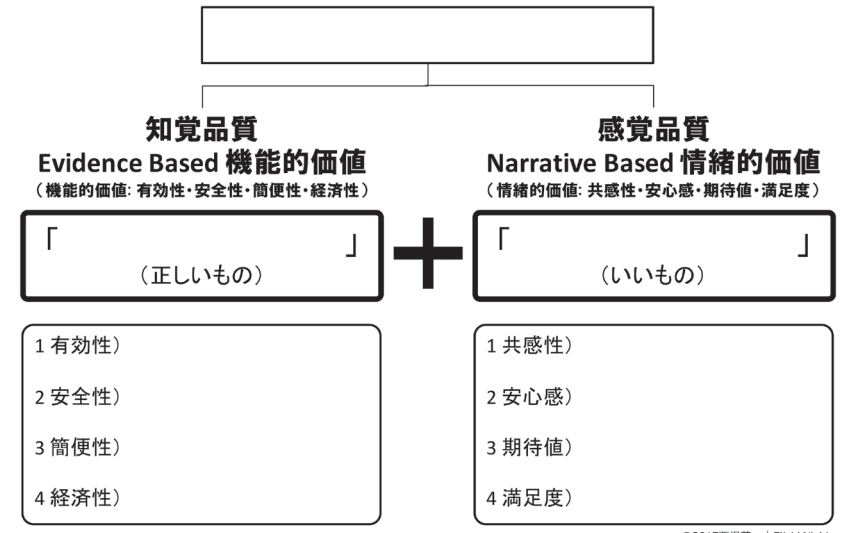 知覚品質
Evidence Based 機能的価値
（機能的価値: 有効性・安全性・簡便性・経済性）
「　　　　　　」
（正しいもの）
1 有効性）
2 安全性）
3 簡便性）
4 経済性）
＋
感覚品質
Narrative Based 情緒的価値
（情緒的価値: 共感性・安心感・期待値・満足度）
「　　　　　　」
（いいもの）
1 共感性）
2 安心感）
3 期待値）
4 満足度）